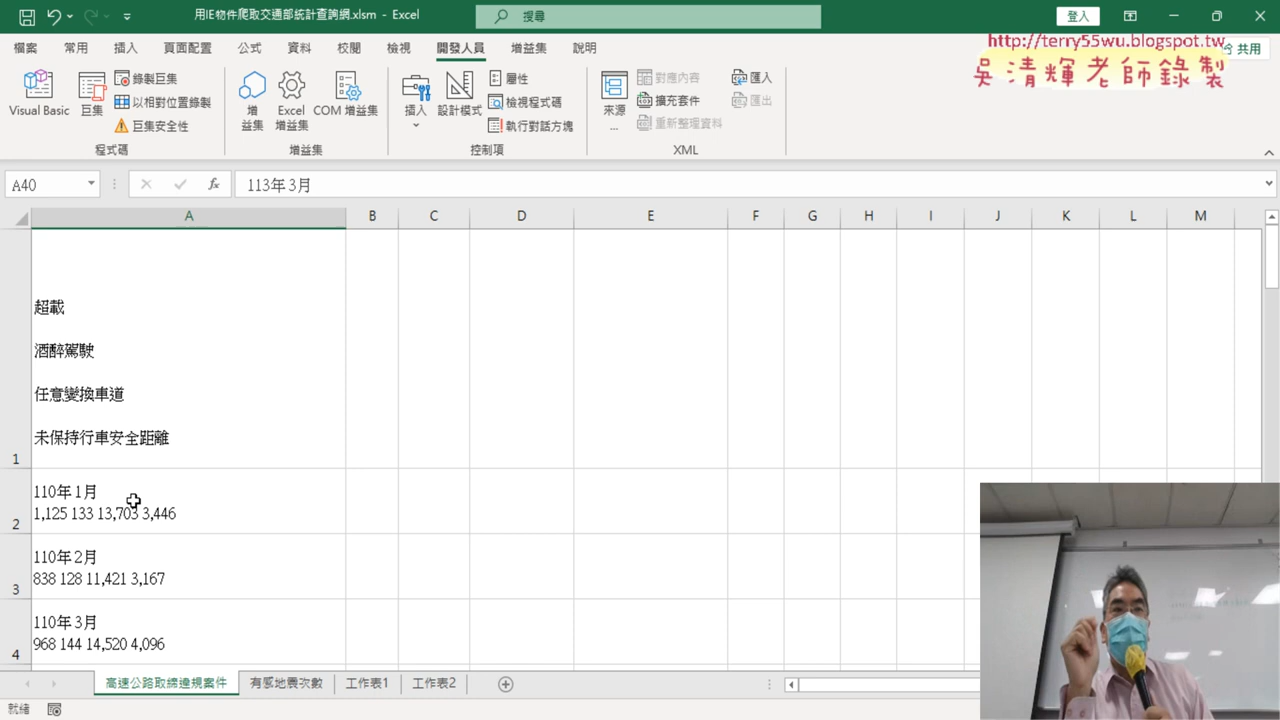 用IE物件爬取交通部統計查詢網.xlsm - Excel
搜尋
登入
檔案 常用 插入 頁面配置 公式 資料 校閱 檢視 開發人員 增益集 說明
共用
http://terry55wu.blogspot.tw
吳清輝老師錄製
Visual Basic
巨集
錄製巨集
以相對位置錄製
巨集安全性
程式碼
增益集
Excel 增益集
COM 增益集
增益集
插入
設計模式
屬性
檢視程式碼
執行對話方塊
控制項
來源
...
對應內容
擴充套件
重新整理資料
匯入
匯出
XML
A40
fx
113年 3月
A B C D E F G H I J K L M
超載
酒醉駕駛
任意變換車道
未保持行車安全距離
1
110年 1月
1,125 133 13,703 3,446
2
110年 2月
838 128 11,421 3,167
3
110年 3月
968 144 14,520 4,096
4
高速公路取締違規案件 有感地震次數 工作表1 工作表2
就緒